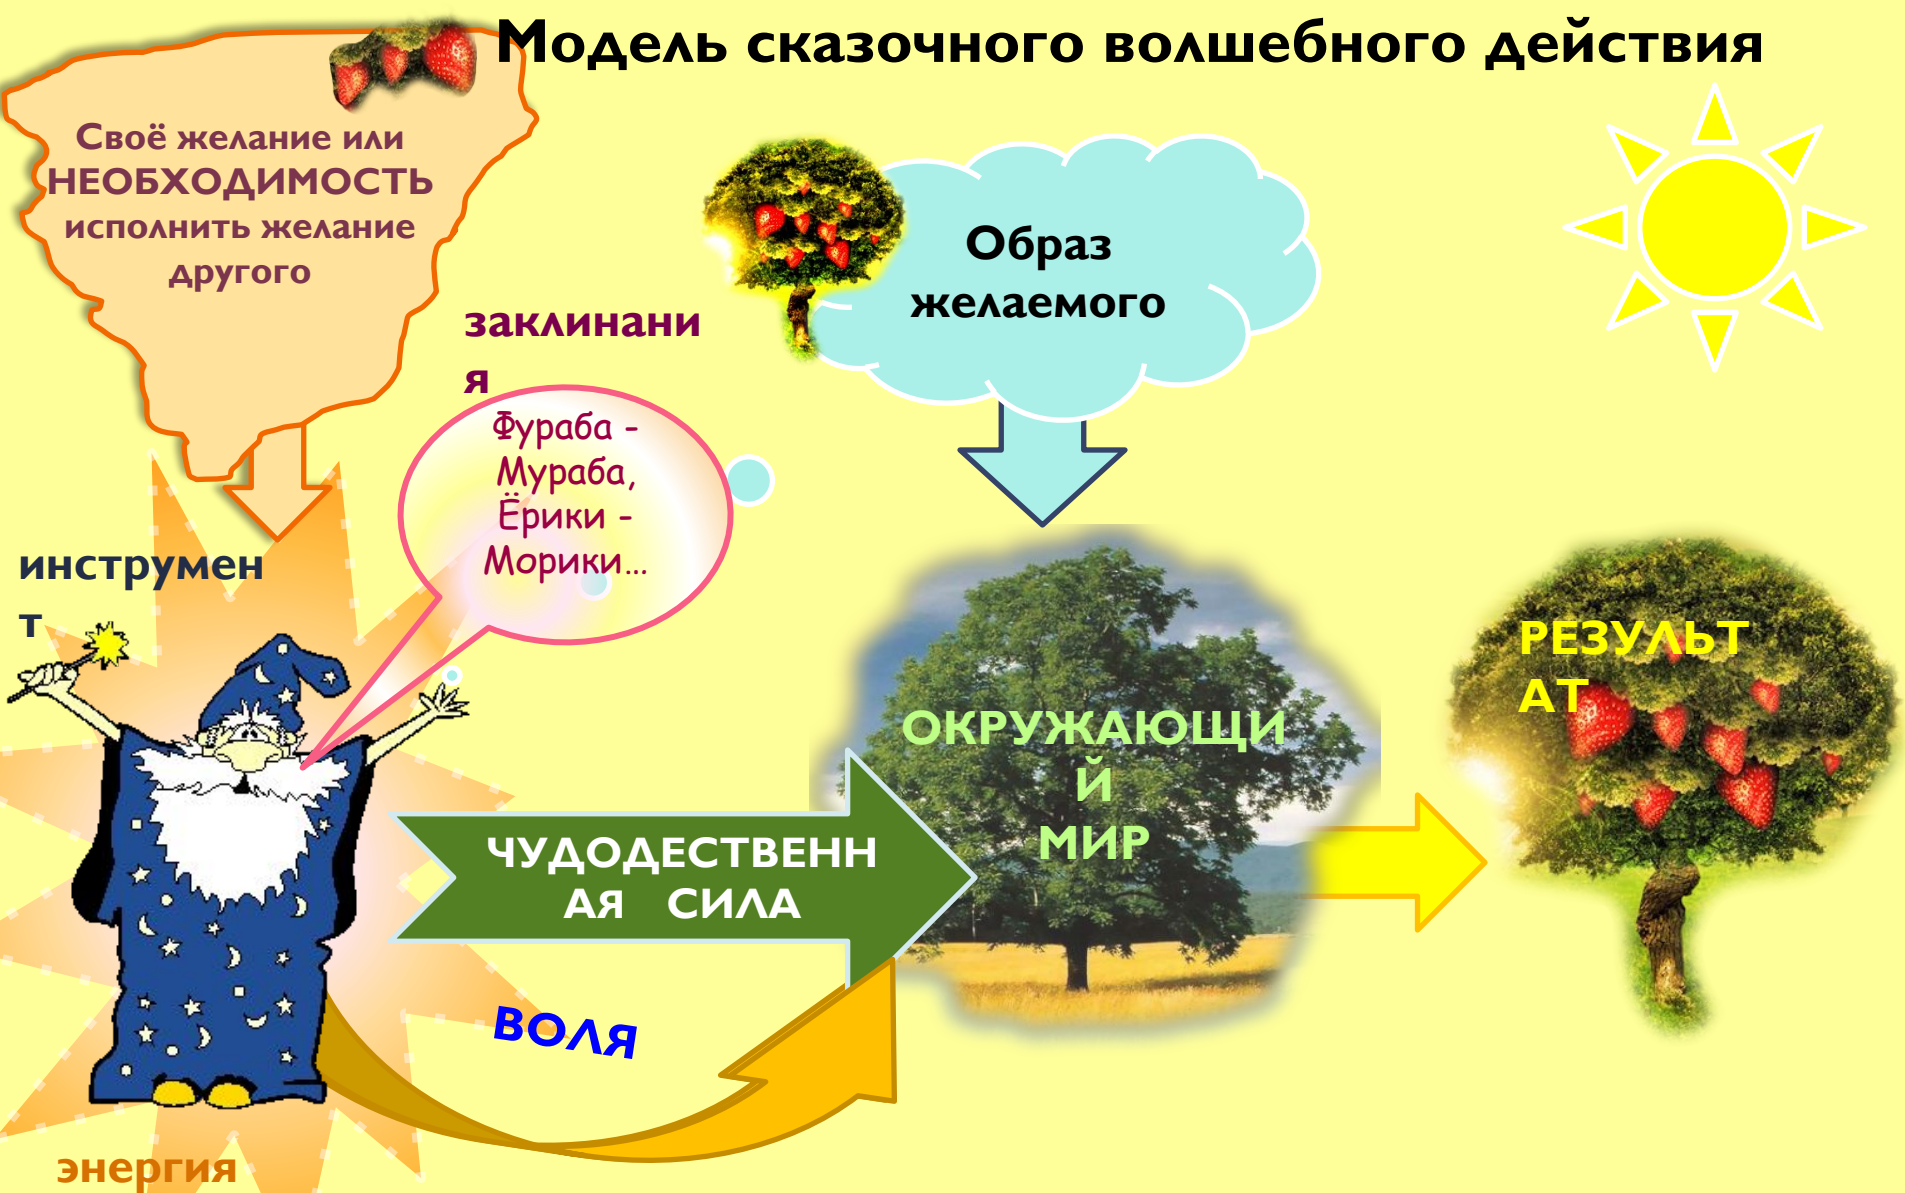 Модель сказочного волшебного действия
Своё желание или
НЕОБХОДИМОСТЬ
исполнить желание
другого
Образ
желаемого
заклинани
я
Фураба -
Мураба,
Ёрики -
Морики...
инструмен
т
РЕЗУЛЬТ
АТ
ОКРУЖАЮЩИ
Й
МИР
ЧУДОДЕСТВЕНН
АЯ СИЛА
ВОЛЯ
энергия